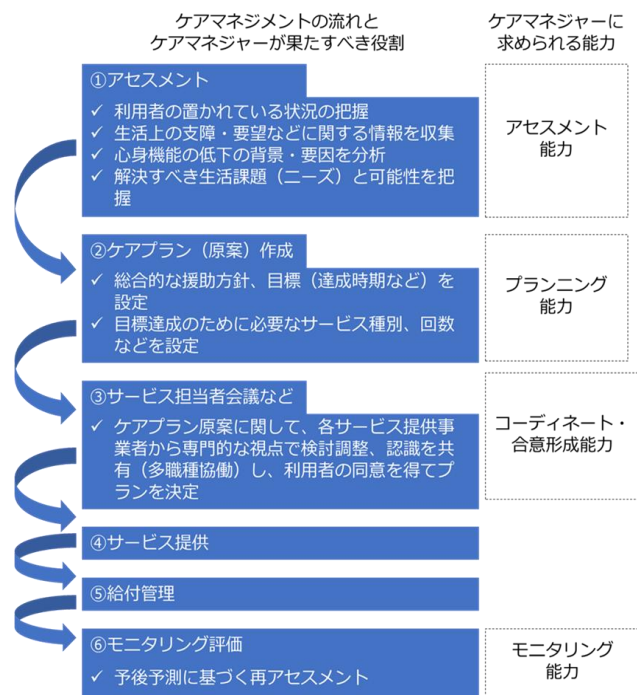 ケアマネジメントの流れと
ケアマネジャーが果たすべき役割
ケアマネジャーに
求められる能力
①アセスメント
✓ 利用者の置かれている状況の把握
✓ 生活上の支障・要望などに関する情報を収集
✓ 心身機能の低下の背景・要因を分析
✓ 解決すべき生活課題（ニーズ）と可能性を把
握
アセスメント
能力
②ケアプラン（原案）作成
✓ 総合的な援助方針、目標（達成時期など）を
設定
✓ 目標達成のために必要なサービス種別、回数
などを設定
プランニング
能力
③サービス担当者会議など
✓ ケアプラン原案に関して、各サービス提供事
業者から専門的な視点で検討調整、認識を共
有（多職種協働）し、利用者の同意を得てプ
ランを決定
コーディネート・
合意形成能力
④サービス提供
⑤給付管理
⑥モニタリング評価
✓ 予後予測に基づく再アセスメント
モニタリング
能力